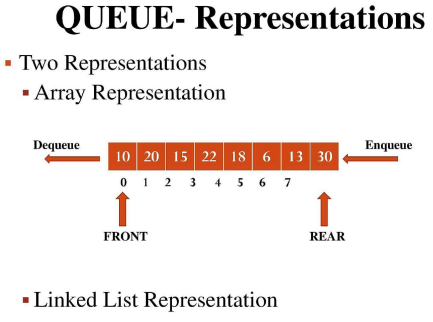 QUEUE- Representations
Two Representations
Array Representation
Dequeue
Enqueue
10 20 15 22 18 6 13 30
0 1 2 3 4 5 6 7
FRONT
REAR
Linked List Representation